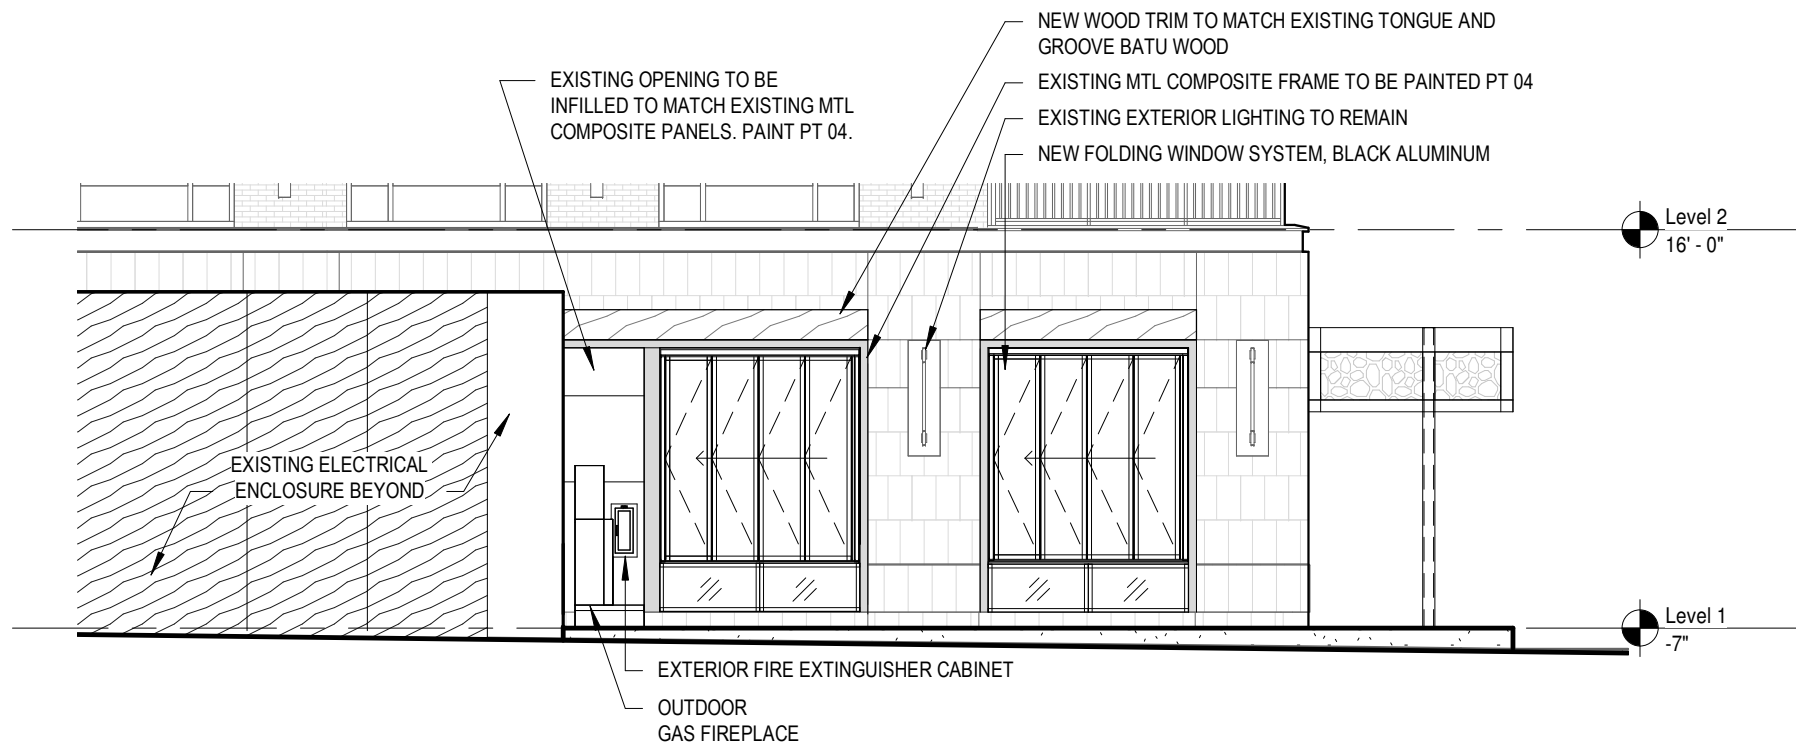 NEW WOOD TRIM TO MATCH EXISTING TONGUE AND
GROOVE BATU WOOD
EXISTING OPENING TO BE
INFILLED TO MATCH EXISTING MTL
COMPOSITE PANELS. PAINT PT 04.
EXISTING MTL COMPOSITE FRAME TO BE PAINTED PT 04
EXISTING EXTERIOR LIGHTING TO REMAIN
NEW FOLDING WINDOW SYSTEM, BLACK ALUMINUM
Level 2
16' - 0"
EXISTING ELECTRICAL
ENCLOSURE BEYOND
Level 1
-7"
EXTERIOR FIRE EXTINGUISHER CABINET
OUTDOOR
GAS FIREPLACE